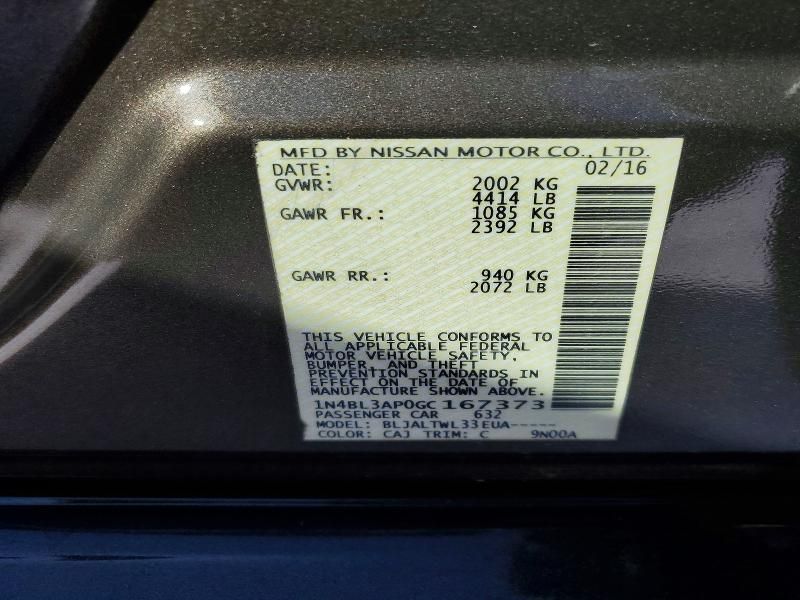 MFD BY NISSAN MOTOR CO., LTD.
DATE: 02/16
GVWR: 2002 KG
4414 LB
GAWR FR.: 1085 KG
2392 LB
GAWR RR.: 940 KG
2072 LB
THIS VEHICLE CONFORMS TO
ALL APPLICABLE FEDERAL
MOTOR VEHICLE SAFETY,
BUMPER, AND THEFT
PREVENTION STANDARDS IN
EFFECT ON THE DATE OF
MANUFACTURE SHOWN ABOVE.
1N4BL3AP0GC167373
PASSENGER CAR 632
MODEL: BLJALTWL33EUA-----
COLOR: CAJ TRIM: C 9N00A